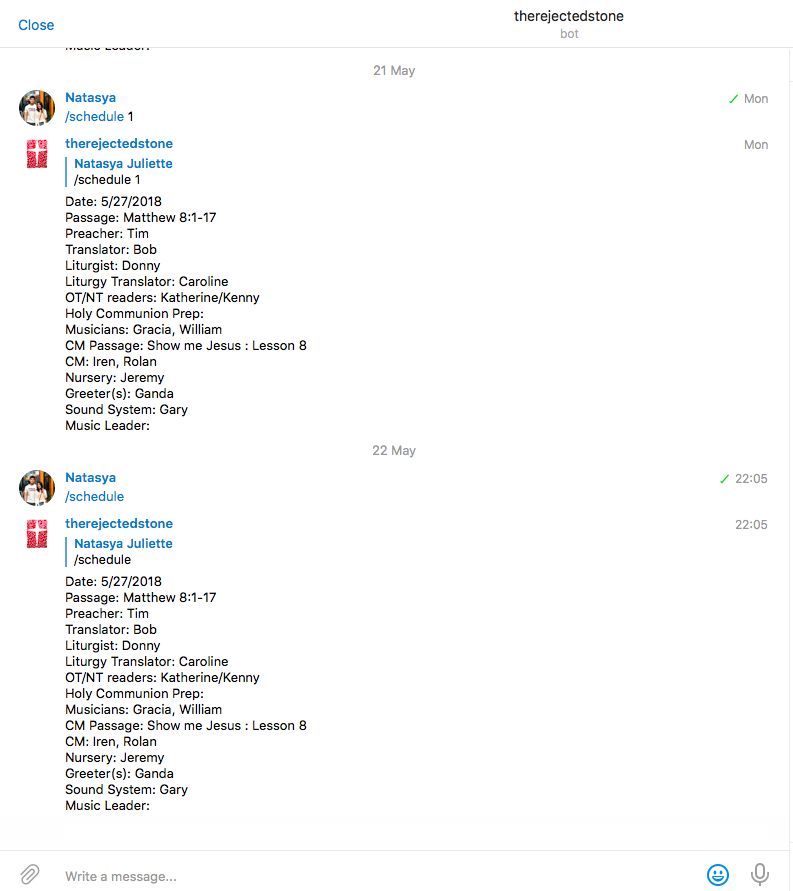 Close
therejectedstone
bot
Music Leader:
21 May
Natasya
Mon
/schedule 1
therejectedstone
Mon
Natasya Juliette
/schedule 1
Date: 5/27/2018
Passage: Matthew 8:1-17
Preacher: Tim
Translator: Bob
Liturgist: Donny
Liturgy Translator: Caroline
OT/NT readers: Katherine/Kenny
Holy Communion Prep:
Musicians: Gracia, William
CM Passage: Show me Jesus : Lesson 8
CM: Iren, Rolan
Nursery: Jeremy
Greeter(s): Ganda
Sound System: Gary
Music Leader:
22 May
Natasya
22:05
/schedule
therejectedstone
22:05
Natasya Juliette
/schedule
Date: 5/27/2018
Passage: Matthew 8:1-17
Preacher: Tim
Translator: Bob
Liturgist: Donny
Liturgy Translator: Caroline
OT/NT readers: Katherine/Kenny
Holy Communion Prep:
Musicians: Gracia, William
CM Passage: Show me Jesus : Lesson 8
CM: Iren, Rolan
Nursery: Jeremy
Greeter(s): Ganda
Sound System: Gary
Music Leader:
Write a message...